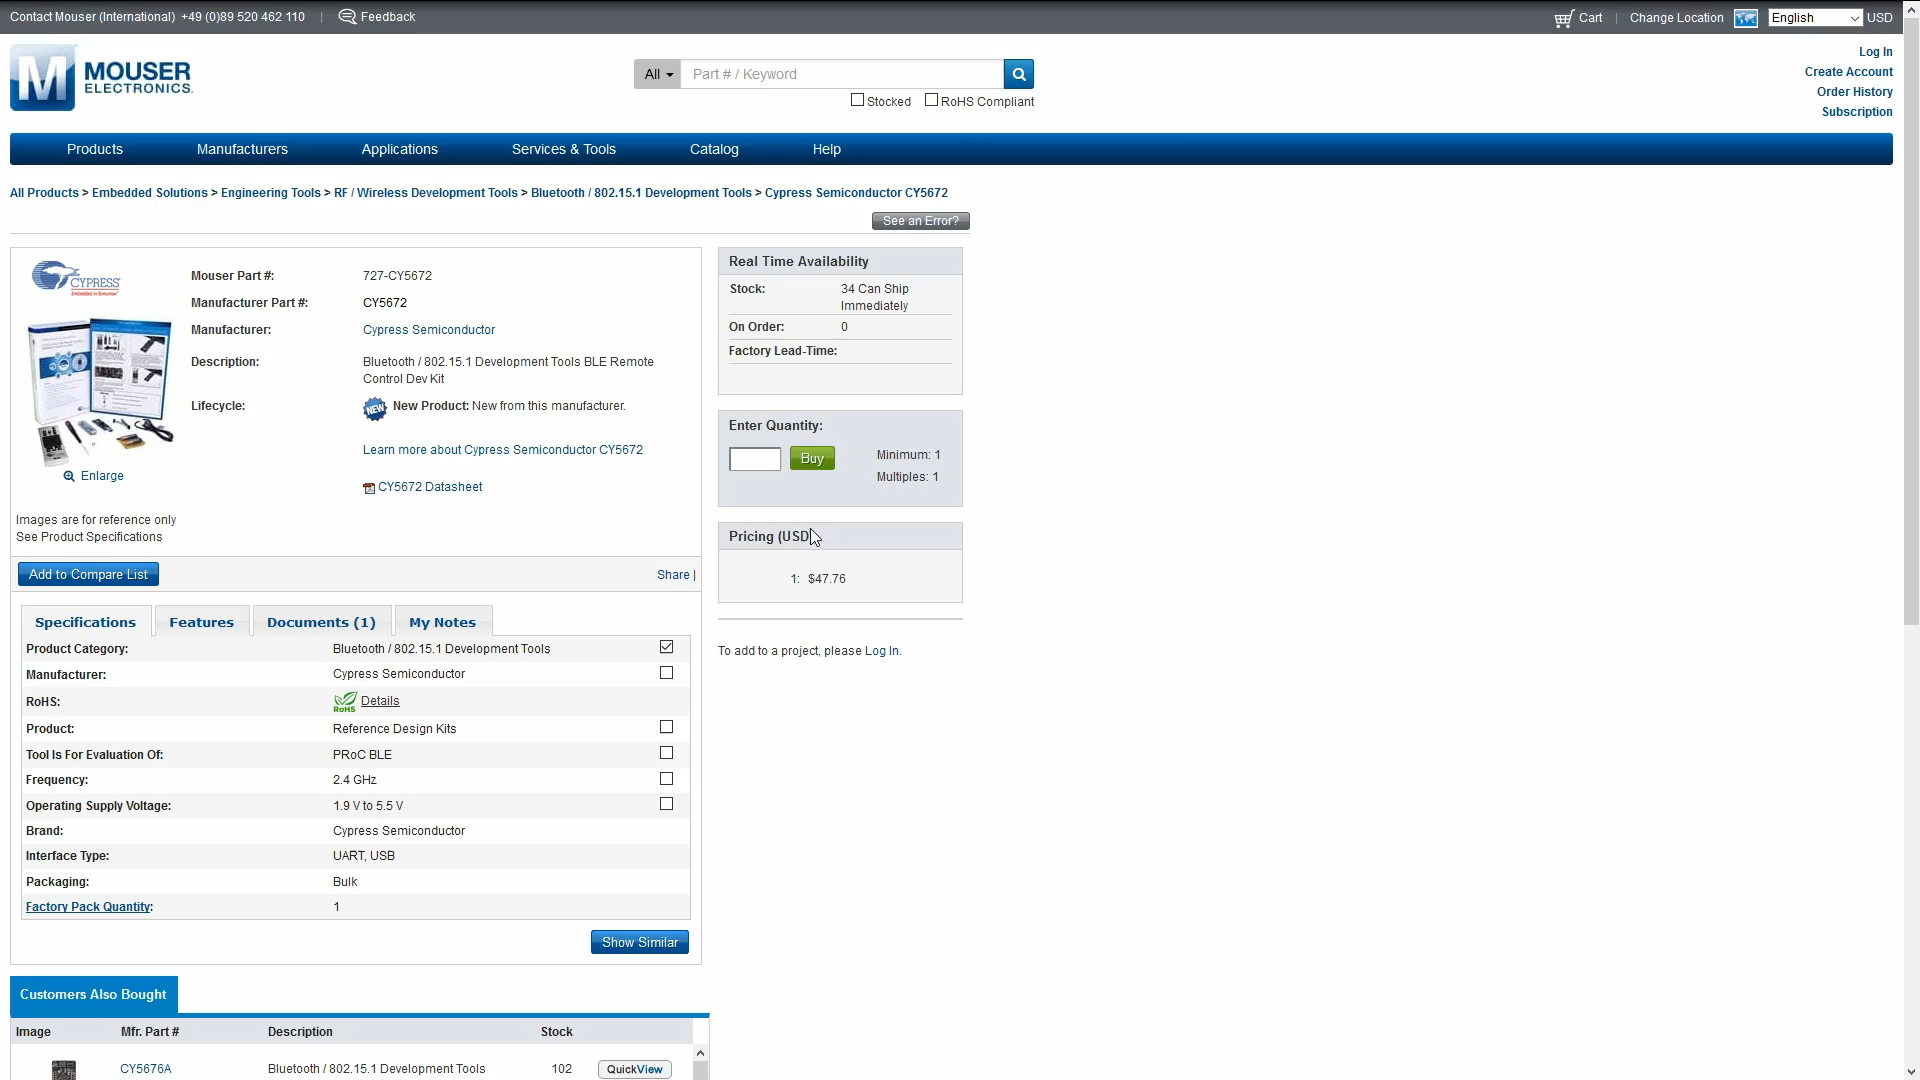 Contact Mouser (International) +49 (0)89 520 462 110 | Feedback
Cart | Change Location English USD
Log In
Create Account
Order History
Subscription
MOUSER
ELECTRONICS
All Part # / Keyword
Stocked RoHS Compliant
Products Manufacturers Applications Services & Tools Catalog Help
All Products > Embedded Solutions > Engineering Tools > RF / Wireless Development Tools > Bluetooth / 802.15.1 Development Tools > Cypress Semiconductor CY5672
See an Error?
CYPRESS
Embedded in Tomorrow
Enlarge
Images are for reference only
See Product Specifications
Mouser Part #: 727-CY5672
Manufacturer Part #: CY5672
Manufacturer: Cypress Semiconductor
Description: Bluetooth / 802.15.1 Development Tools BLE Remote
Control Dev Kit
Lifecycle: NEW New Product: New from this manufacturer.
Learn more about Cypress Semiconductor CY5672
CY5672 Datasheet
Add to Compare List
Share |
Real Time Availability
Stock: 34 Can Ship
Immediately
On Order: 0
Factory Lead-Time:
Enter Quantity:
Buy
Minimum: 1
Multiples: 1
Pricing (USD
1: $47.76
To add to a project, please Log In.
Specifications Features Documents (1) My Notes
Product Category: Bluetooth / 802.15.1 Development Tools
Manufacturer: Cypress Semiconductor
RoHS: RoHS Details
Product: Reference Design Kits
Tool Is For Evaluation Of: PRoC BLE
Frequency: 2.4 GHz
Operating Supply Voltage: 1.9 V to 5.5 V
Brand: Cypress Semiconductor
Interface Type: UART, USB
Packaging: Bulk
Factory Pack Quantity: 1
Show Similar
Customers Also Bought
Image Mfr. Part # Description Stock
CY5676A Bluetooth / 802.15.1 Development Tools 102 QuickView